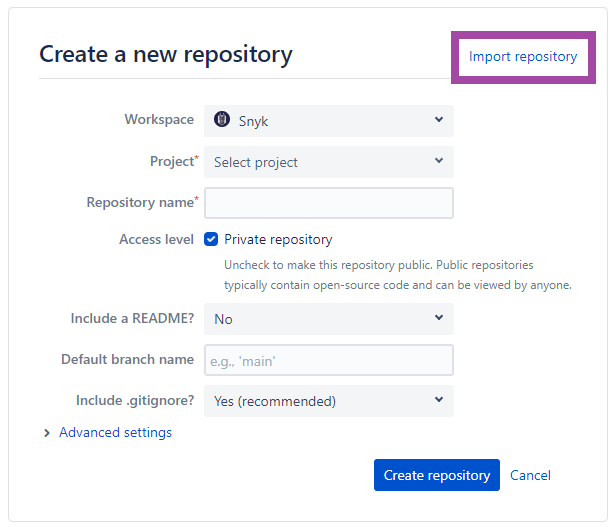 Create a new repository
Import repository
Workspace
Snyk
Project*
Select project
Repository name*
Access level
Private repository
Uncheck to make this repository public. Public repositories
typically contain open-source code and can be viewed by anyone.
Include a README?
No
Default branch name
e.g., 'main'
Include .gitignore?
Yes (recommended)
Advanced settings
Create repository
Cancel